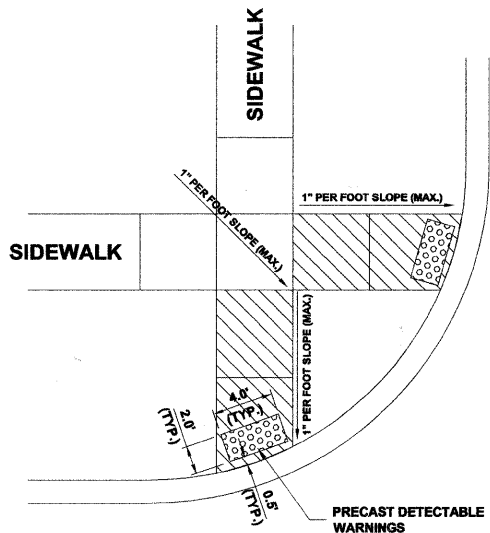 SIDEWALK
1" PER FOOT SLOPE (MAX.)
1" PER FOOT SLOPE (MAX.)
SIDEWALK
1" PER FOOT SLOPE (MAX.)
4.0'
(TYP.)
2.0'
(TYP.)
0.5'
(TYP.)
PRECAST DETECTABLE
WARNINGS